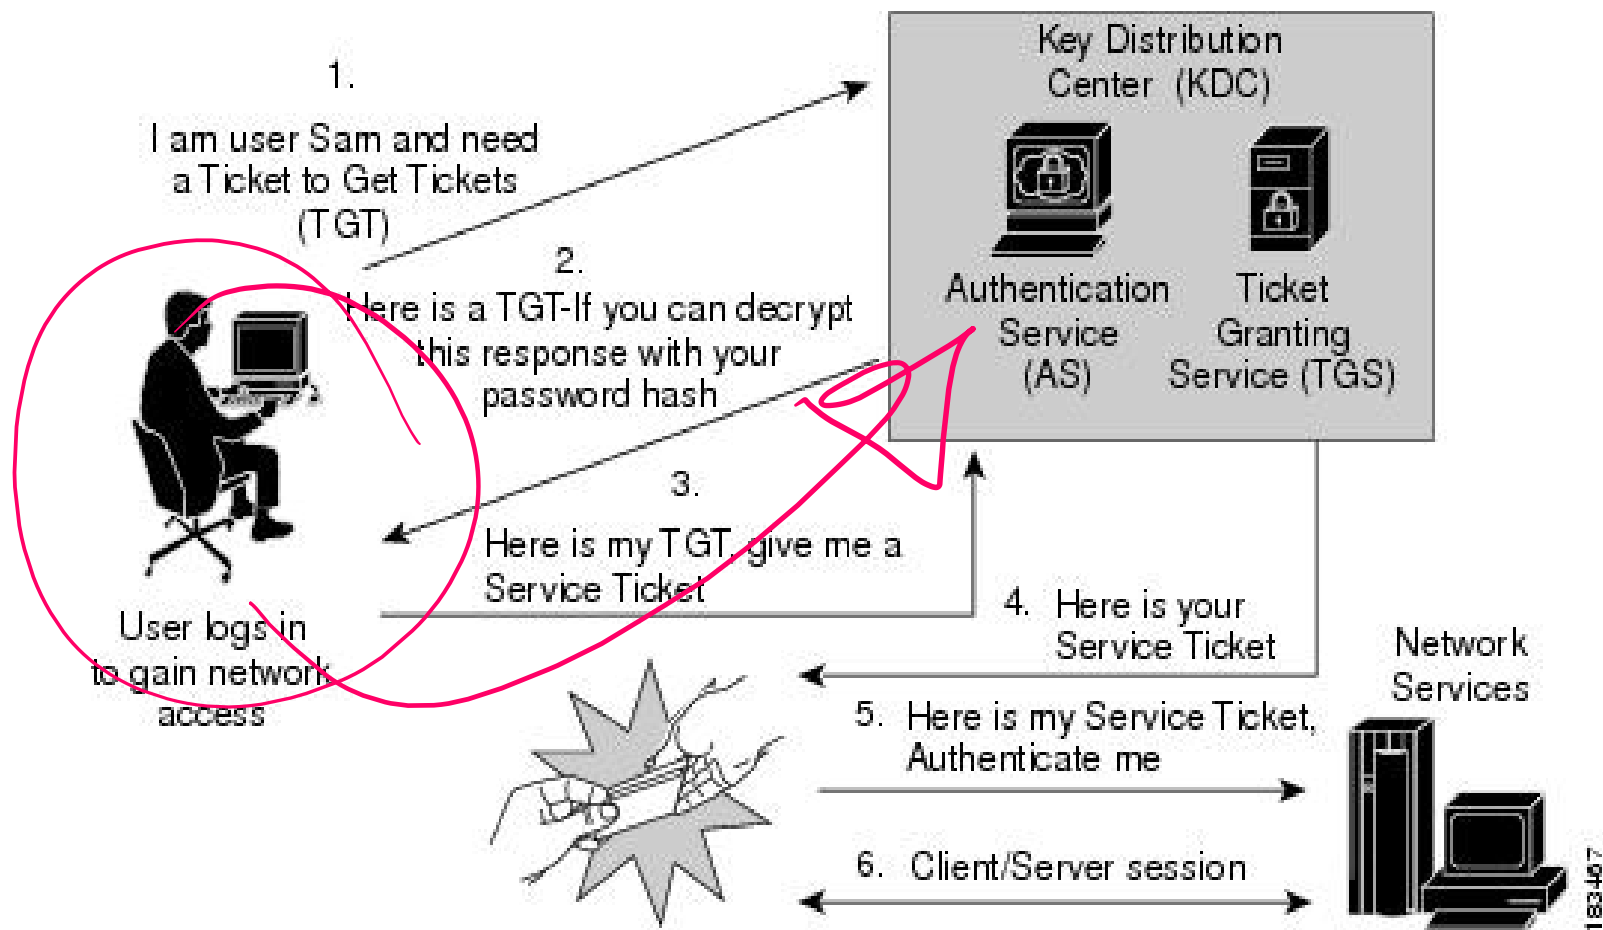 1.
I am user Sam and need
a Ticket to Get Tickets
(TGT)
2.
Here is a TGT-If you can decrypt
this response with your
password hash
Key Distribution
Center (KDC)
Authentication
Service
(AS)
Ticket
Granting
Service (TGS)
3.
Here is my TGT, give me a
Service Ticket
User logs in
to gain network
access
4. Here is your
Service Ticket
Network
Services
5. Here is my Service Ticket,
Authenticate me
6. Client/Server session
183467